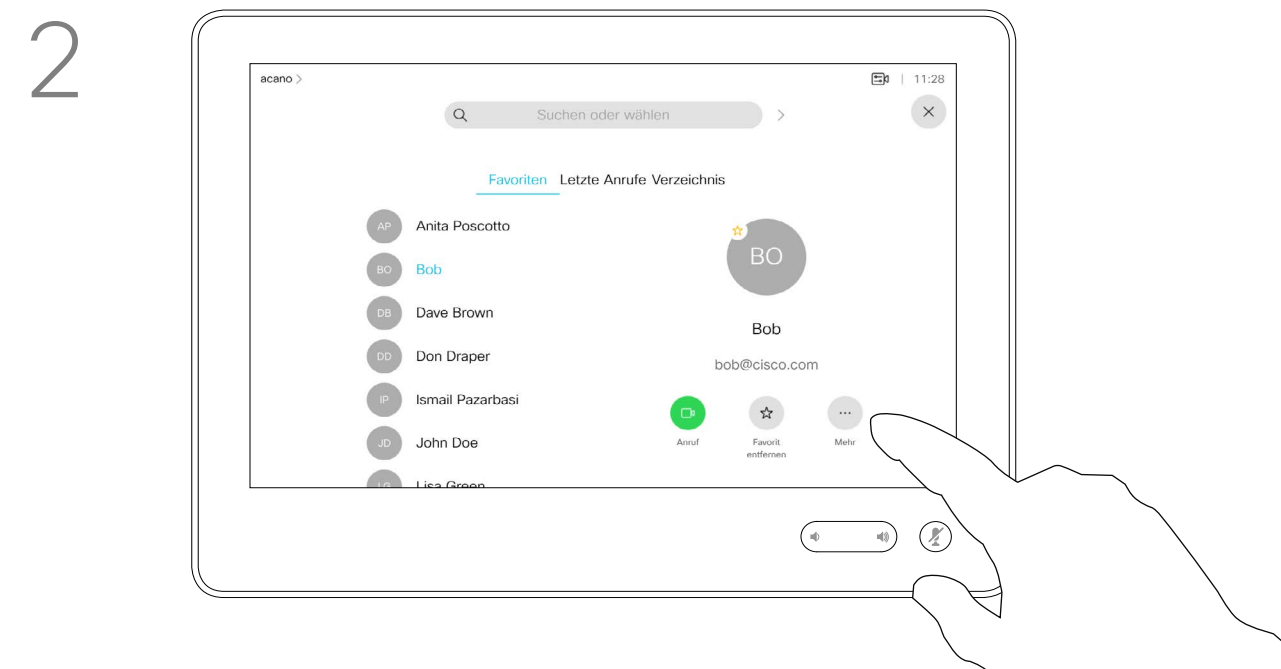 2
acano >
11:28
Suchen oder wählen
Favoriten Letzte Anrufe Verzeichnis
AP Anita Poscotto
BO Bob
DB Dave Brown
DD Don Draper
IP Ismail Pazarbasi
JD John Doe
LG Lisa Green
BO
Bob
bob@cisco.com
Anruf
Favorit
entfernen
Mehr